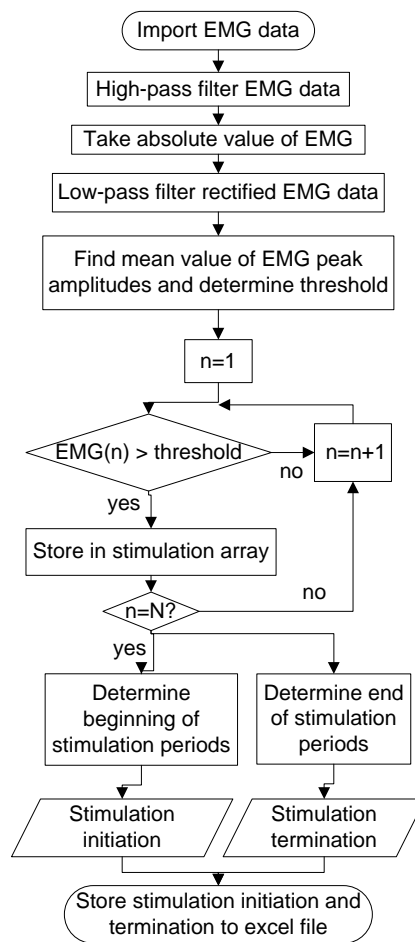 Import EMG data
High-pass filter EMG data
Take absolute value of EMG
Low-pass filter rectified EMG data
Find mean value of EMG peak
amplitudes and determine threshold
n=1
EMG(n) > threshold
no
n=n+1
yes
Store in stimulation array
n=N?
no
yes
Determine
beginning of
stimulation periods
Determine end
of stimulation
periods
Stimulation
initiation
Stimulation
termination
Store stimulation initiation and
termination to excel file